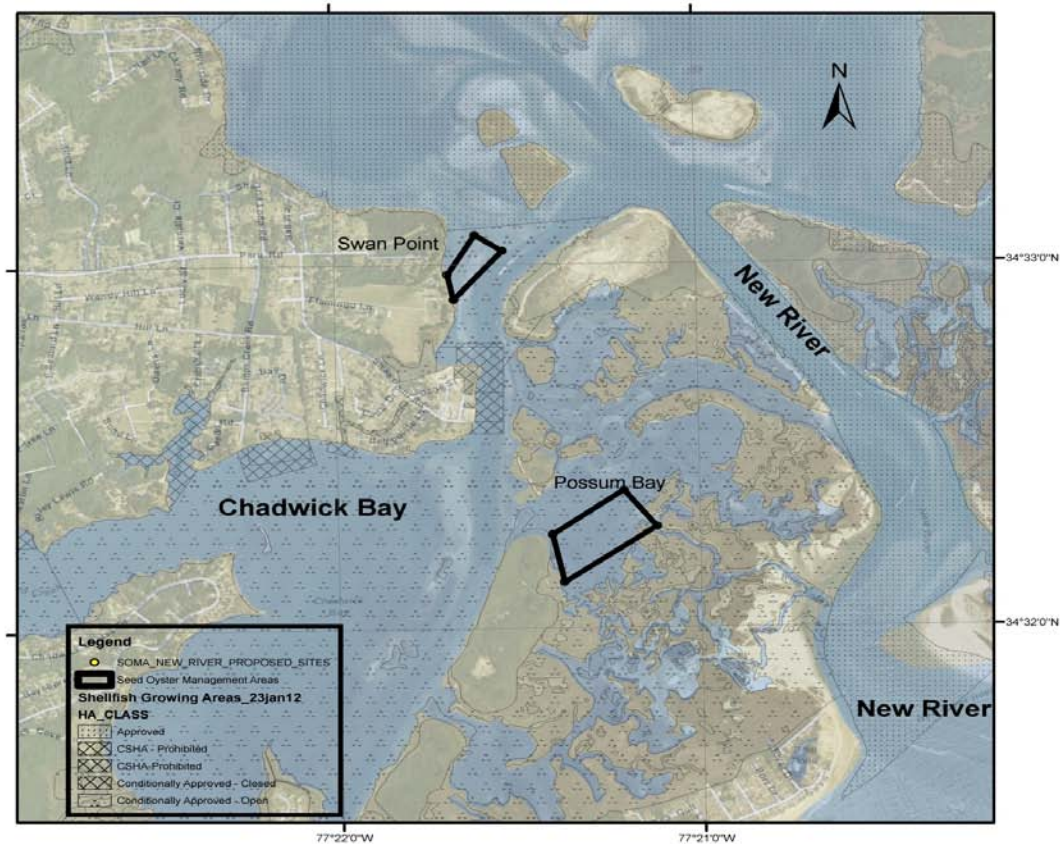 N
Swan Point
Park Rd
34°33'0"N
New River
Possum Bay
Chadwick Bay
34°32'0"N
New River
Legend
SOMA_NEW_RIVER_PROPOSED_SITES
Seed Oyster Management Areas
Shellfish Growing Areas_23jan12
HA_CLASS
Approved
CSHA - Prohibited
CSHA-Prohibited
Conditionally Approved - Closed
Conditionally Approved - Open
77°22'0"W
77°21'0"W